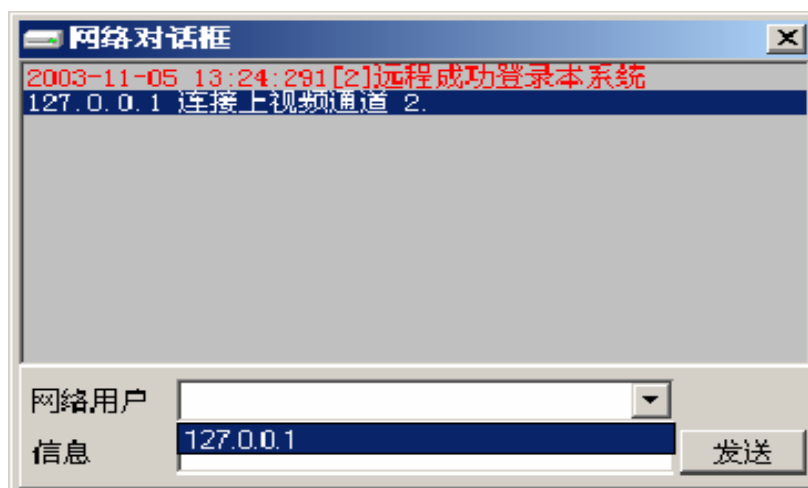 网络对话框
2003-11-05 13:24:291[2]远程成功登录本系统
127.0.0.1 连接上视频通道 2.
网络用户
127.0.0.1
信息
发送